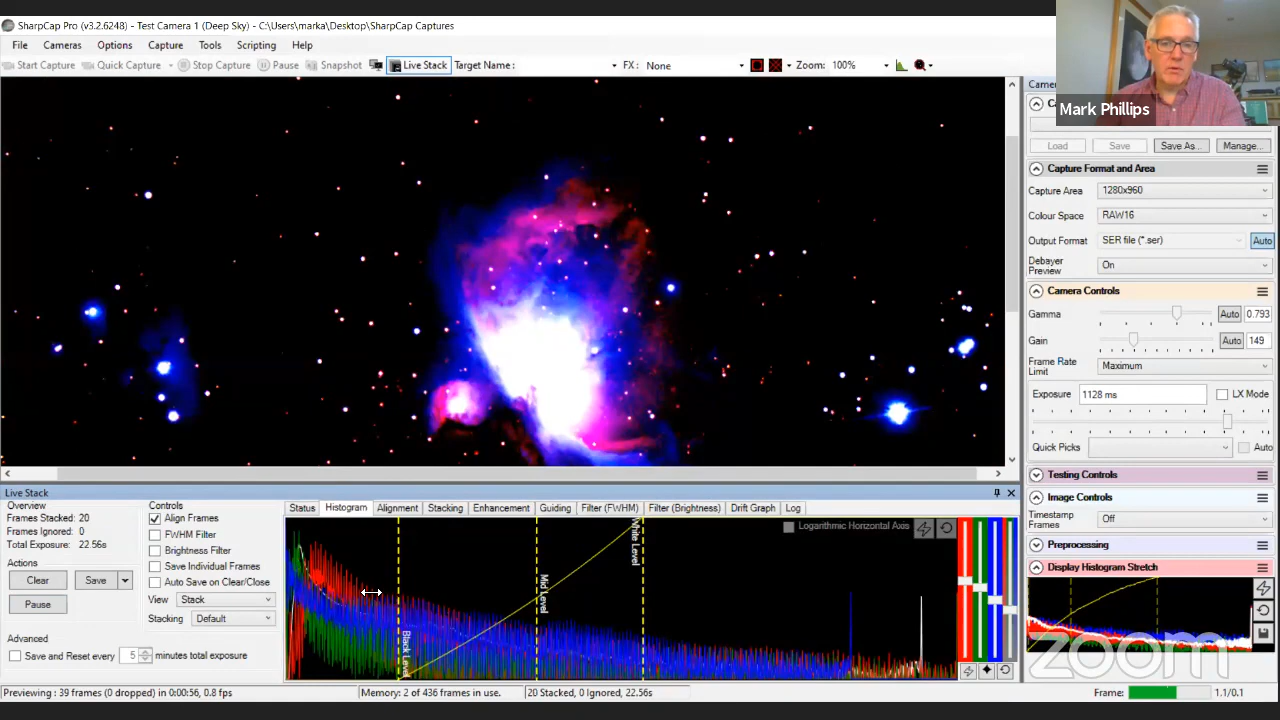 SharpCap Pro (v3.2.6248) - Test Camera 1 (Deep Sky) - C:\Users\marka\Desktop\SharpCap Captures
File Cameras Options Capture Tools Scripting Help
Start Capture Quick Capture Stop Capture Pause Snapshot Live Stack Target Name : FX : None Zoom: 100%
Mark Phillips
Load Save Save As... Manage...
Capture Format and Area
Capture Area 1280x960
Colour Space RAW16
Output Format SER file (*.ser) Auto
Debayer
Preview On
Camera Controls
Gamma Auto 0.793
Gain Auto 149
Frame Rate
Limit Maximum
Exposure 1128 ms LX Mode
Quick Picks Auto
Testing Controls
Image Controls
Timestamp
Frames Off
Preprocessing
Display Histogram Stretch
Live Stack
Overview
Frames Stacked: 20
Frames Ignored: 0
Total Exposure: 22.56s
Actions
Clear Save
Pause
Controls
Align Frames
FWHM Filter
Brightness Filter
Save Individual Frames
Auto Save on Clear/Close
View Stack
Stacking Default
Advanced
Save and Reset every 5 minutes total exposure
Status Histogram Alignment Stacking Enhancement Guiding Filter (FWHM) Filter (Brightness) Drift Graph Log
Logarithmic Horizontal Axis
Black Level
Mid Level
White Level
zoom
Previewing : 39 frames (0 dropped) in 0:00:56, 0.8 fps Memory: 2 of 436 frames in use. 20 Stacked, 0 Ignored, 22.56s Frame: 1.1/0.1